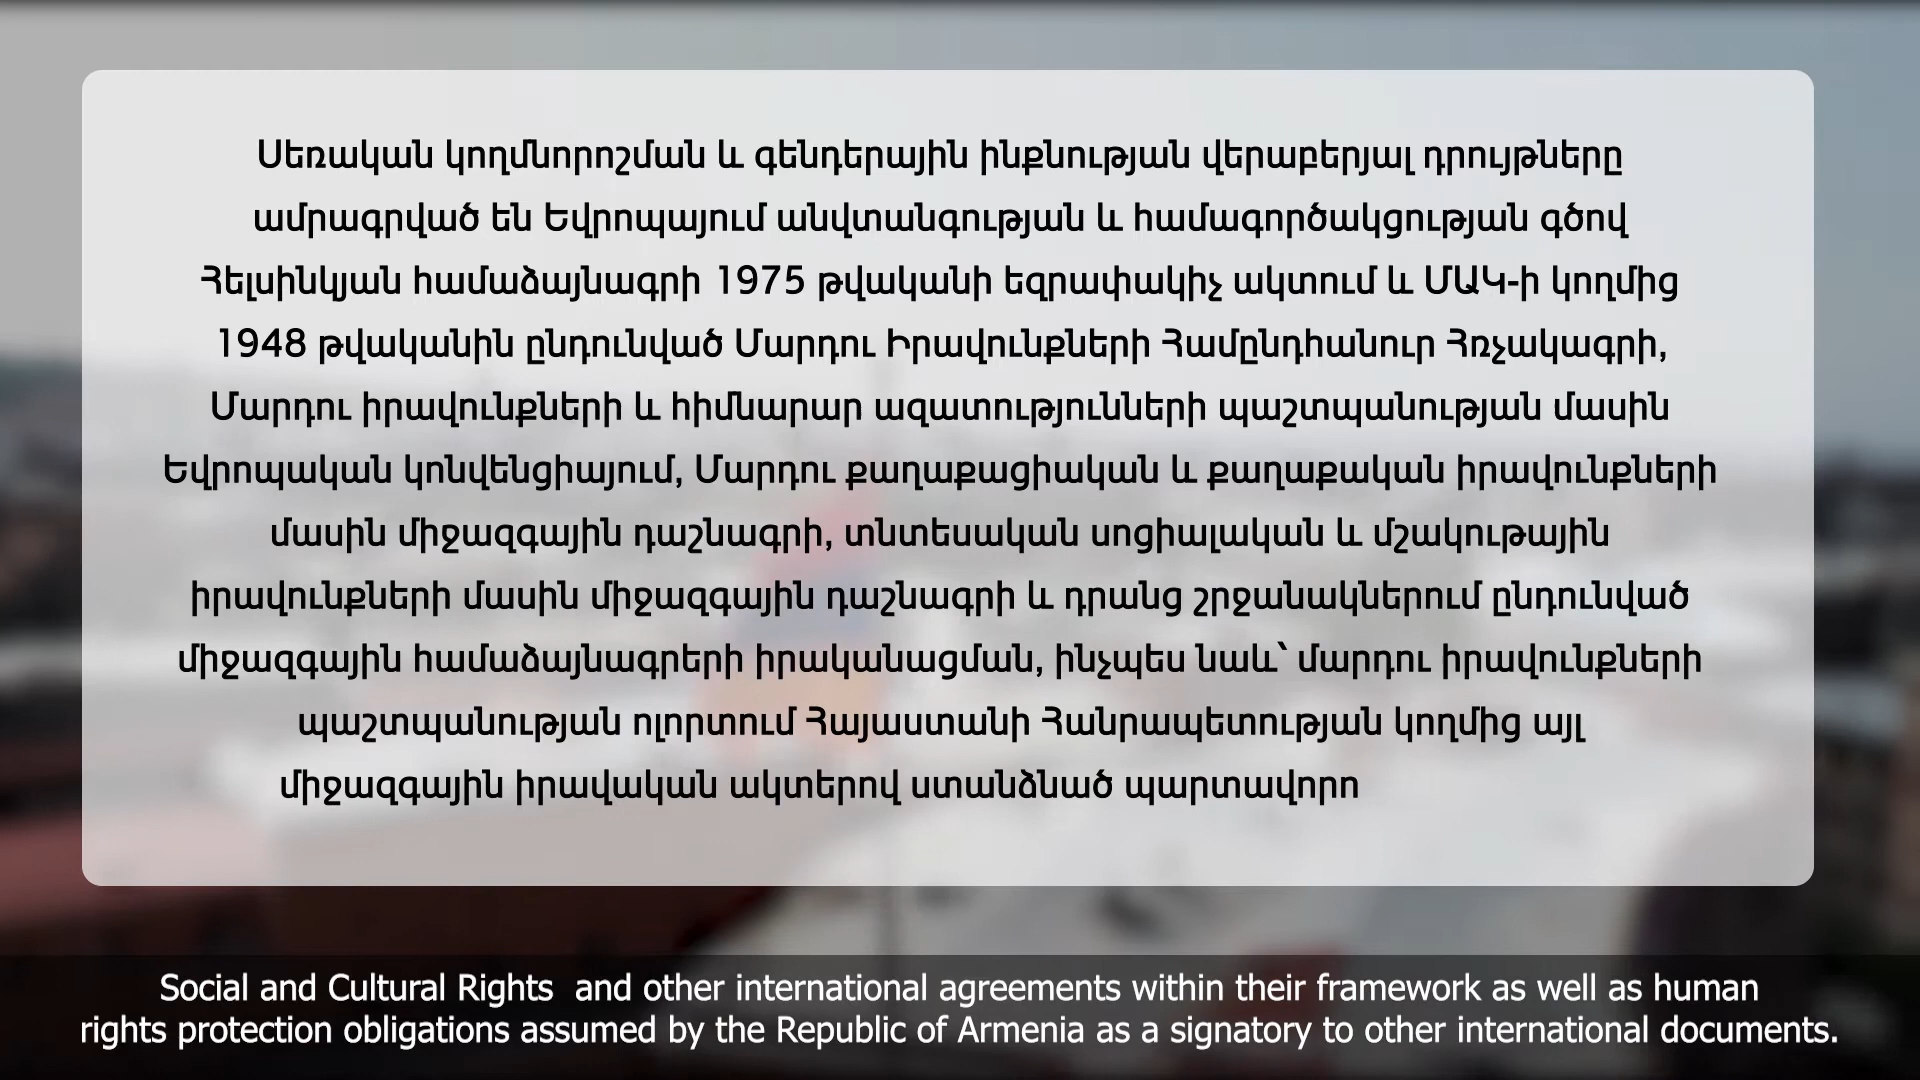 Սեռական կողմնորոշման և գենդերային ինքնության վերաբերյալ դրույթները
ամրագրված են Եվրոպայում անվտանգության և համագործակցության գծով
Հելսինկյան համաձայնագրի 1975 թվականի եզրափակիչ ակտում և ՄԱԿ-ի կողմից
1948 թվականին ընդունված Մարդու Իրավունքների Համընդհանուր Հռչակագրի,
Մարդու իրավունքների և հիմնարար ազատությունների պաշտպանության մասին
Եվրոպական կոնվենցիայում, Մարդու քաղաքացիական և քաղաքական իրավունքների
մասին միջազգային դաշնագրի, տնտեսական սոցիալական և մշակութային
իրավունքների մասին միջազգային դաշնագրի և դրանց շրջանակներում ընդունված
միջազգային համաձայնագրերի իրականացման, ինչպես նաև՝ մարդու իրավունքների
պաշտպանության ոլորտում Հայաստանի Հանրապետության կողմից այլ
միջազգային իրավական ակտերով ստանձնած պարտավորո
Social and Cultural Rights  and other international agreements within their framework as well as human
rights protection obligations assumed by the Republic of Armenia as a signatory to other international documents.